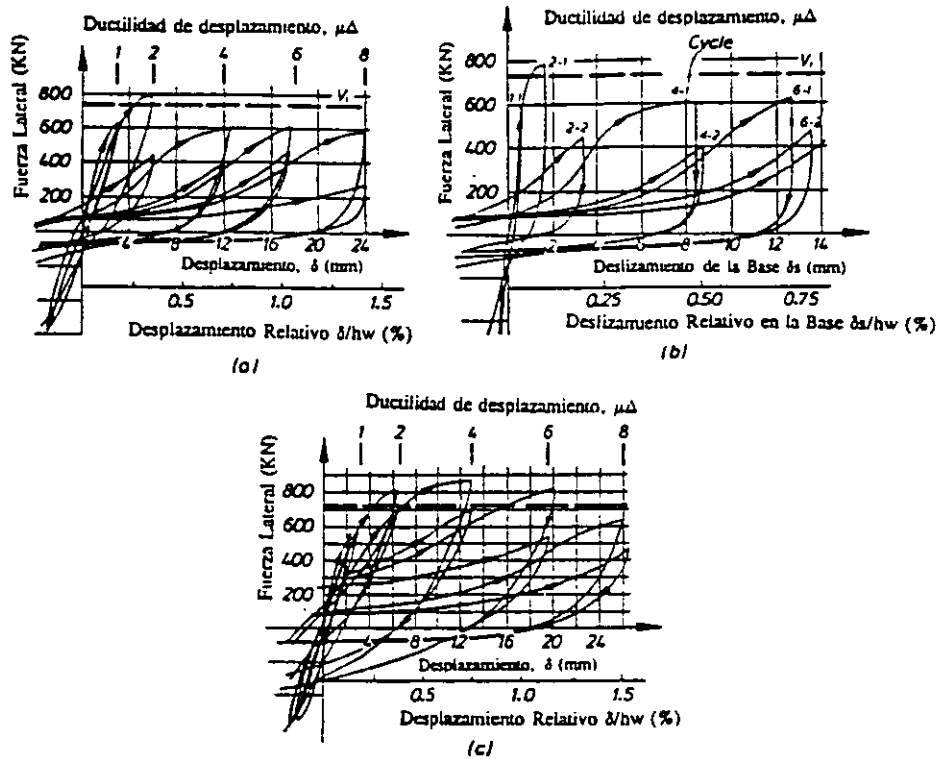 Ductilidad de desplazamiento, μΔ
1 2 4 6 8
Fuerza Lateral (KN)
800
600
400
200
Vᵢ
4 8 12 16 20 24
Desplazamiento, δ (mm)
0.5 1.0 1.5
Desplazamiento Relativo δ/hw (%)
(a)
Ductilidad de desplazamiento, μΔ
Cycle
Fuerza Lateral (KN)
800
600
400
200
2-1
Vᵢ
1-1
4-1
6-1
2-2
4-2
6-2
2 4 6 8 10 12 14
Deslizamiento de la Base δs (mm)
0.25 0.50 0.75
Deslizamiento Relativo en la Base δs/hw (%)
(b)
Ductilidad de desplazamiento, μΔ
1 2 4 6 8
Fuerza Lateral (KN)
800
600
400
200
4 8 12 16 20 24
Desplazamiento, δ (mm)
0.5 1.0 1.5
Desplazamiento Relativo δ/hw (%)
(c)